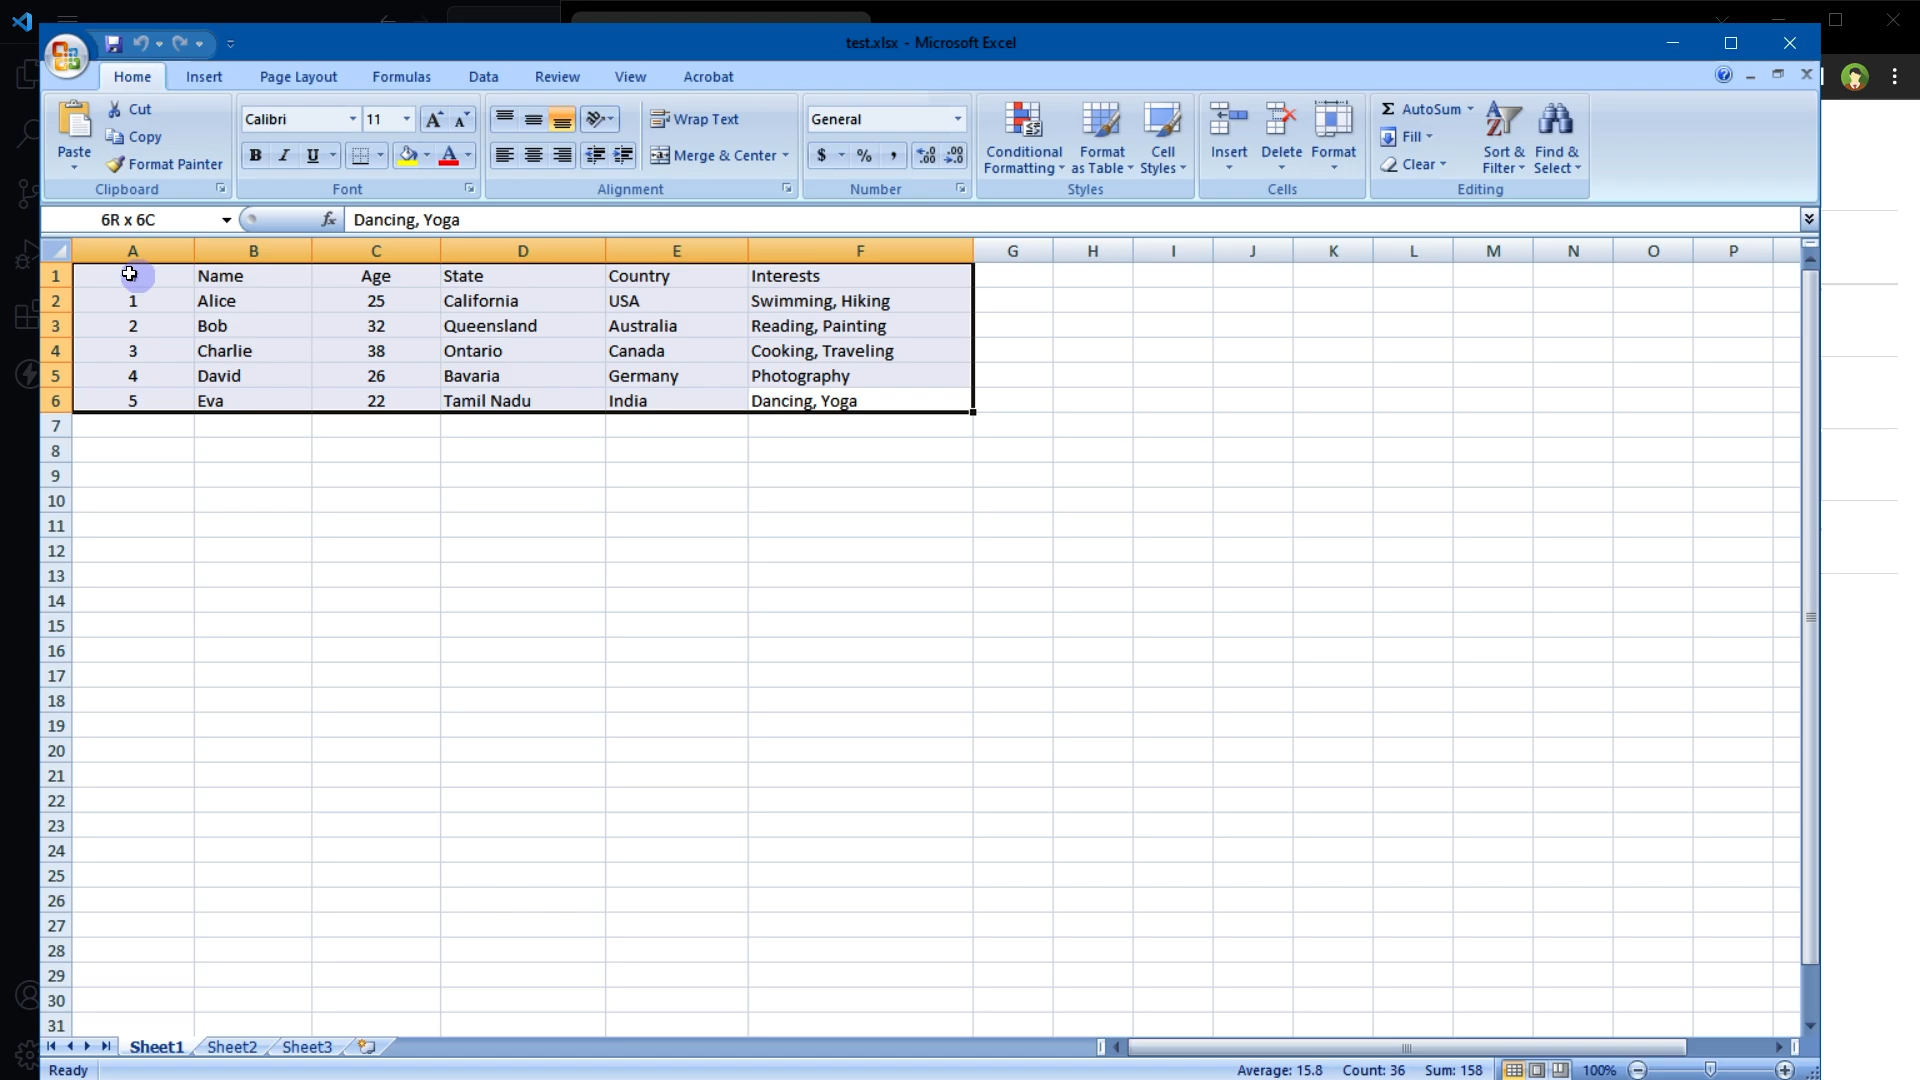 test.xlsx - Microsoft Excel
Home Insert Page Layout Formulas Data Review View Acrobat
Paste Cut Copy Format Painter
Clipboard
Calibri 11
B I U A
Font
Wrap Text
Merge & Center
Alignment
General
$ % ,
Number
Conditional Formatting Format as Table Cell Styles
Styles
Insert Delete Format
Cells
Σ AutoSum Fill Clear Sort & Filter Find & Select
Editing
6R x 6C fx Dancing, Yoga
A B C D E F G H I J K L M N O P
1 Name Age State Country Interests
2 1 Alice 25 California USA Swimming, Hiking
3 2 Bob 32 Queensland Australia Reading, Painting
4 3 Charlie 38 Ontario Canada Cooking, Traveling
5 4 David 26 Bavaria Germany Photography
6 5 Eva 22 Tamil Nadu India Dancing, Yoga
7
8
9
10
11
12
13
14
15
16
17
18
19
20
21
22
23
24
25
26
27
28
29
30
31
Sheet1 Sheet2 Sheet3
Ready Average: 15.8 Count: 36 Sum: 158 100%